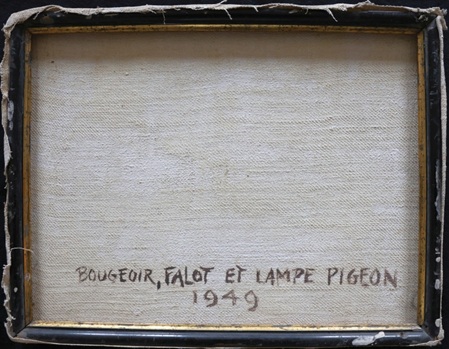 BOUGEOIR, FALOT ET LAMPE PIGEON
1949